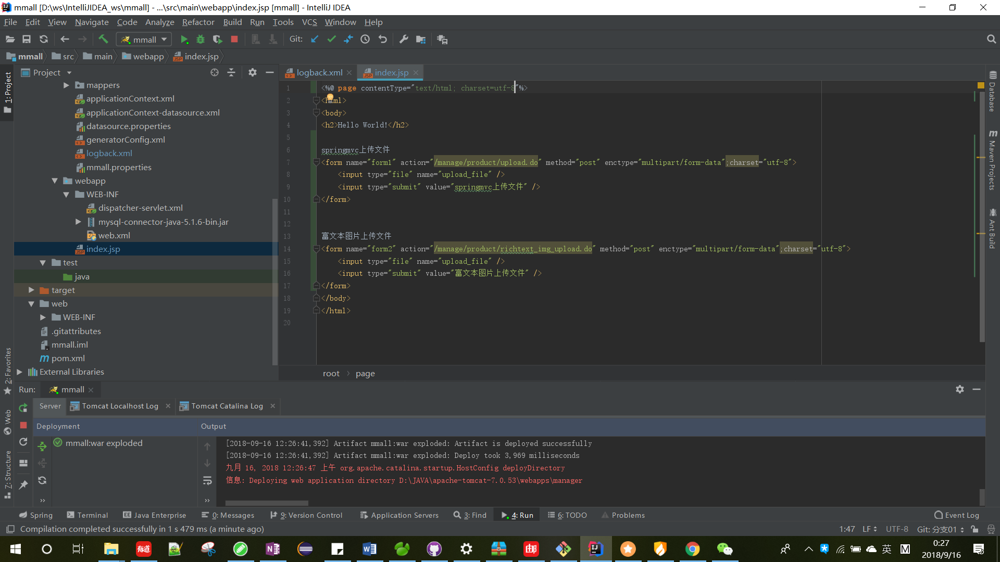 mmall [D:\ws\IntelliJIDEA_ws\mmall] - ...\src\main\webapp\index.jsp [mmall] - IntelliJ IDEA
File Edit View Navigate Code Analyze Refactor Build Run Tools VCS Window Help
mmall Git:
mmall src main webapp index.jsp
Project
logback.xml index.jsp
1: Project
mappers
applicationContext.xml
applicationContext-datasource.xml
datasource.properties
generatorConfig.xml
logback.xml
mmall.properties
webapp
WEB-INF
dispatcher-servlet.xml
mysql-connector-java-5.1.6-bin.jar
web.xml
index.jsp
test
java
target
web
WEB-INF
.gitattributes
mmall.iml
pom.xml
External Libraries
1 <%@ page contentType="text/html; charset=utf-8"%>
2 <html>
3 <body>
4 <h2>Hello World!</h2>
5
6 springmvc上传文件
7 <form name="form1" action="/manage/product/upload.do" method="post" enctype="multipart/form-data";charset="utf-8">
8 <input type="file" name="upload_file" />
9 <input type="submit" value="springmvc上传文件" />
10 </form>
11
12
13 富文本图片上传文件
14 <form name="form2" action="/manage/product/richtext_img_upload.do" method="post" enctype="multipart/form-data";charset="utf-8">
15 <input type="file" name="upload_file" />
16 <input type="submit" value="富文本图片上传文件" />
17 </form>
18 </body>
19 </html>
20
root page
Database
Maven Projects
Ant Build
2: Favorites
Web
Z: Structure
Run: mmall
Server Tomcat Localhost Log Tomcat Catalina Log
Deployment Output
mmall:war exploded
[2018-09-16 12:26:41,392] Artifact mmall:war exploded: Artifact is deployed successfully
[2018-09-16 12:26:41,392] Artifact mmall:war exploded: Deploy took 3,969 milliseconds
九月 16, 2018 12:26:47 上午 org.apache.catalina.startup.HostConfig deployDirectory
信息: Deploying web application directory D:\JAVA\apache-tomcat-7.0.53\webapps\manager
Spring Terminal Java Enterprise 0: Messages 9: Version Control Application Servers 3: Find 4: Run 6: TODO Problems Event Log
Compilation completed successfully in 1 s 479 ms (a minute ago) 1:47 LF UTF-8 Git: 分支01
有道 N W 邮 IJ 英 M
0:27
2018/9/16